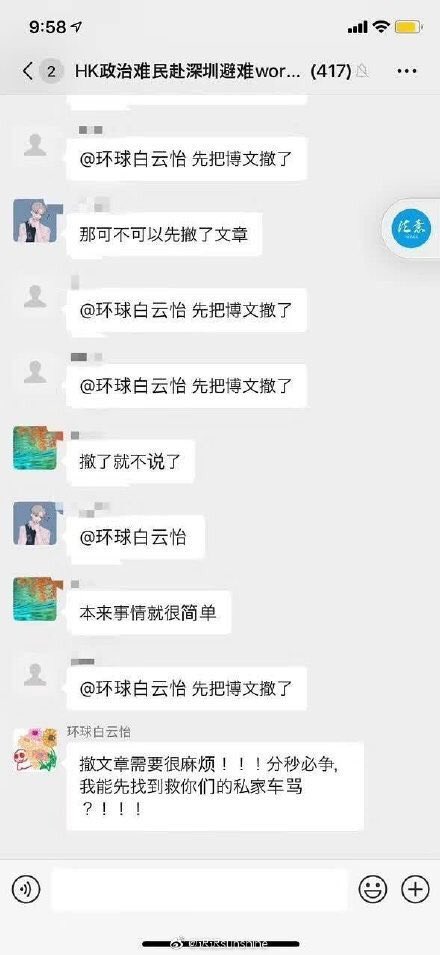 9:58
2
HK政治难民赴深圳避难wor... (417)
@环球白云怡 先把博文撤了
那可不可以先撤了文章
@环球白云怡 先把博文撤了
@环球白云怡 先把博文撤了
撤了就不说了
@环球白云怡
本来事情就很简单
@环球白云怡 先把博文撤了
环球白云怡
撤文章需要很麻烦！！！分秒必争,
我能先找到救你们的私家车骂
？！！！